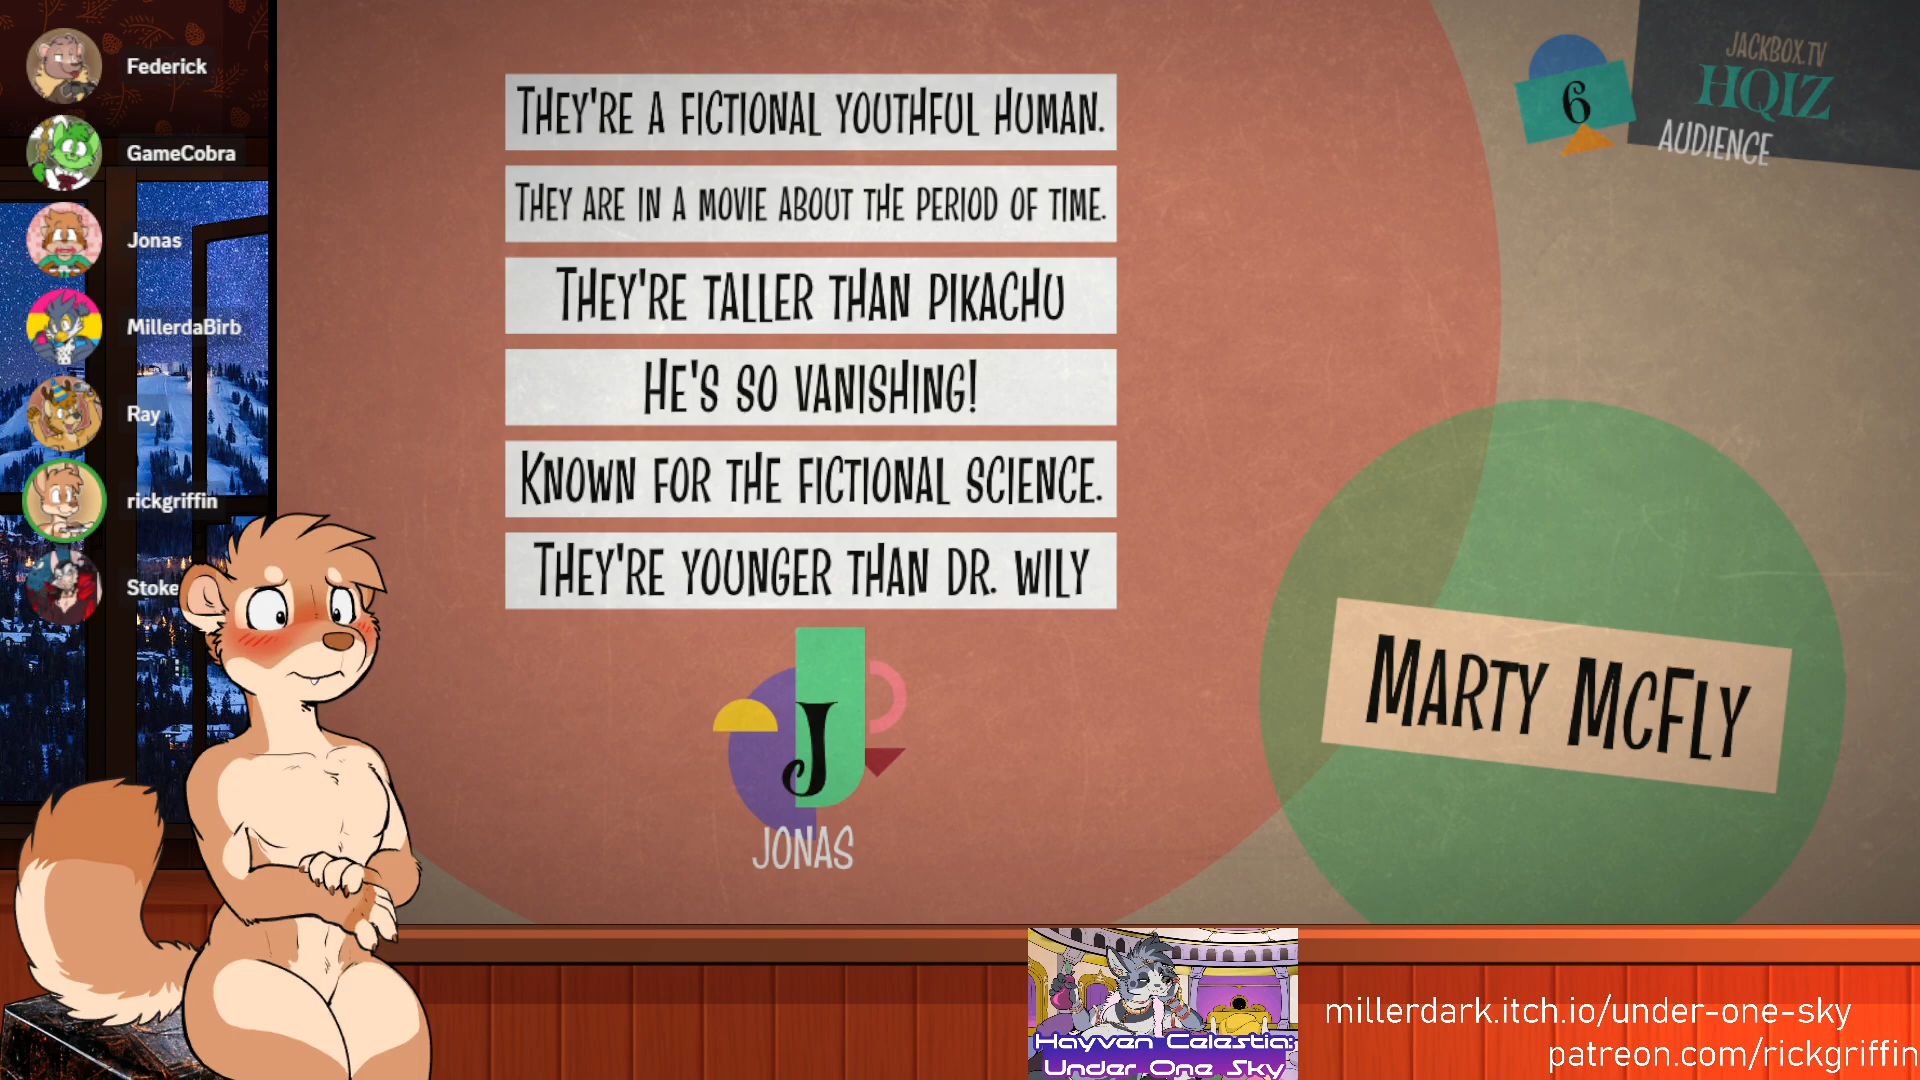 Federick
GameCobra
Jonas
MillerdaBirb
Ray
rickgriffin
Stoke
They're a fictional youthful human.
They are in a movie about the period of time.
They're taller than Pikachu
He's so vanishing!
Known for the fictional science.
They're younger than Dr. Wily
J
JONAS
6
JACKBOX.TV
HQIZ
AUDIENCE
Marty McFly
Hayven Celestia:
Under One Sky
millerdark.itch.io/under-one-sky
patreon.com/rickgriffin